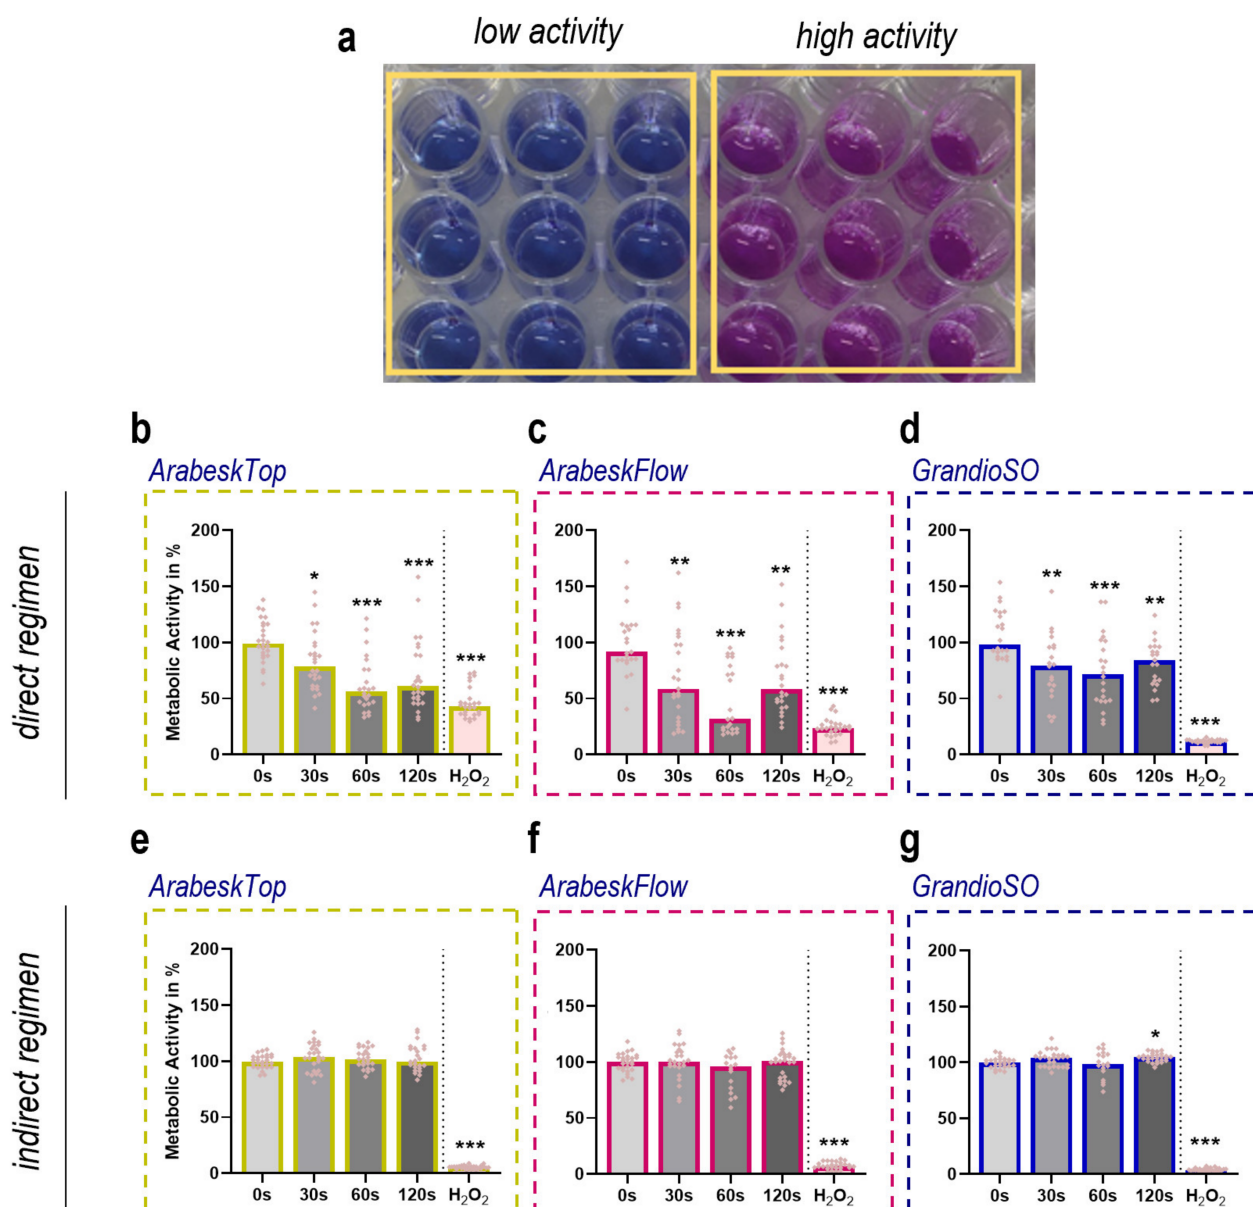 a
low activity
high activity
b
ArabeskTop
c
ArabeskFlow
d
GrandioSO
direct regimen
Metabolic Activity in %
200
150
100
50
0
*
***
***
***
0s 30s 60s 120s H₂O₂
200
150
100
50
0
**
***
**
***
0s 30s 60s 120s H₂O₂
200
150
100
50
0
**
***
**
***
0s 30s 60s 120s H₂O₂
e
ArabeskTop
f
ArabeskFlow
g
GrandioSO
indirect regimen
Metabolic Activity in %
200
150
100
50
0
***
0s 30s 60s 120s H₂O₂
200
150
100
50
0
***
0s 30s 60s 120s H₂O₂
200
150
100
50
0
*
***
0s 30s 60s 120s H₂O₂